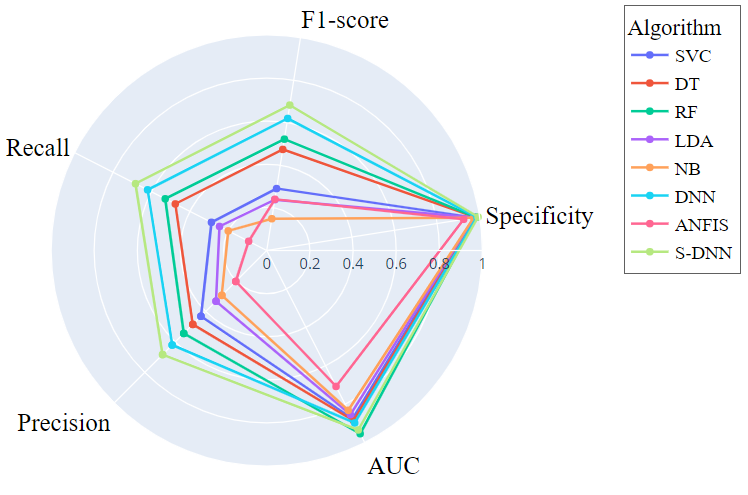 F1-score
Algorithm
SVC
DT
RF
LDA
NB
DNN
ANFIS
S-DNN
Recall
Specificity
0 0.2 0.4 0.6 0.8 1
Precision
AUC